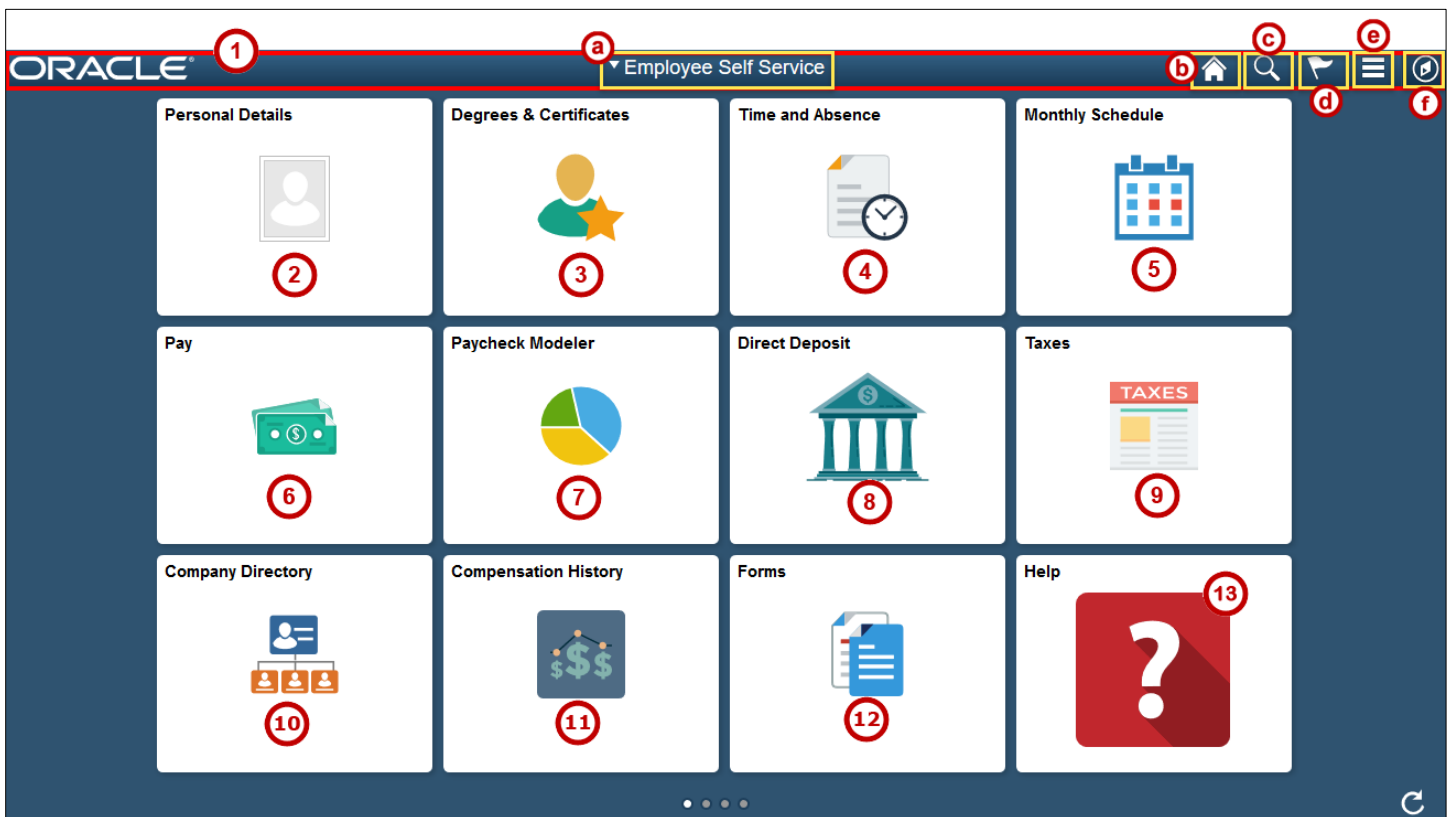 1
a
c
e
ORACLE
Employee Self Service
b
d
f
Personal Details
Degrees & Certificates
Time and Absence
Monthly Schedule
2
3
4
5
Pay
Paycheck Modeler
Direct Deposit
Taxes
$
$
TAXES
6
7
8
9
Company Directory
Compensation History
Forms
Help
$$$
?
10
11
12
13